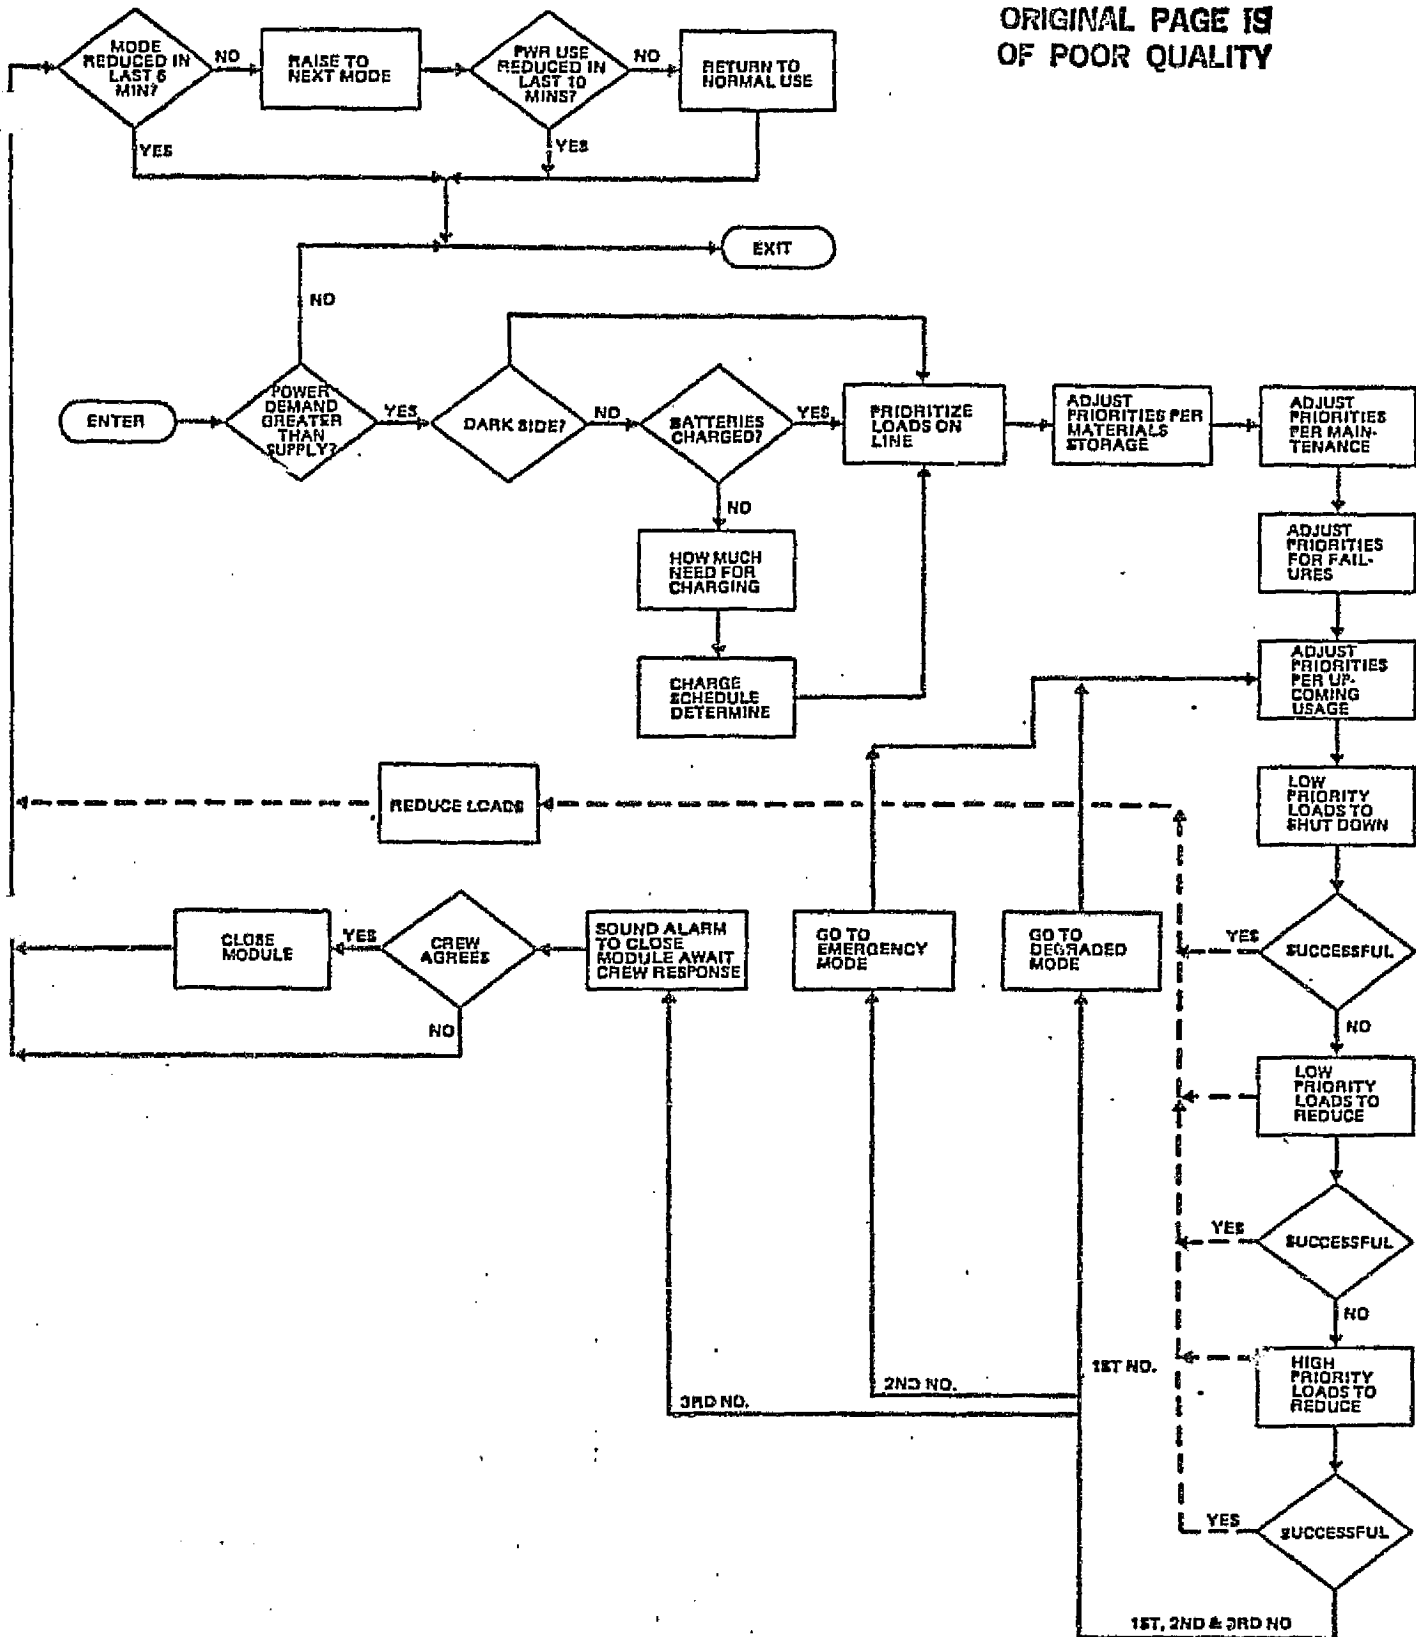 ORIGINAL PAGE IS
OF POOR QUALITY
MODE
REDUCED IN
LAST 5
MIN?
NO
RAISE TO
NEXT MODE
PWR USE
REDUCED IN
LAST 10
MINS?
NO
RETURN TO
NORMAL USE
YES
YES
EXIT
NO
ENTER
POWER
DEMAND
GREATER
THAN
SUPPLY?
YES
DARK SIDE?
NO
BATTERIES
CHARGED?
YES
PRIORITIZE
LOADS ON
LINE
ADJUST
PRIORITIES PER
MATERIALS
STORAGE
ADJUST
PRIORITIES
PER MAIN-
TENANCE
NO
HOW MUCH
NEED FOR
CHARGING
ADJUST
PRIORITIES
FOR FAIL-
URES
CHARGE
SCHEDULE
DETERMINE
ADJUST
PRIORITIES
PER UP-
COMING
USAGE
REDUCE LOADS
LOW
PRIORITY
LOADS TO
SHUT DOWN
CLOSE
MODULE
YES
CREW
AGREES
NO
SOUND ALARM
TO CLOSE
MODULE AWAIT
CREW RESPONSE
GO TO
EMERGENCY
MODE
GO TO
DEGRADED
MODE
YES
SUCCESSFUL
NO
LOW
PRIORITY
LOADS TO
REDUCE
YES
SUCCESSFUL
NO
HIGH
PRIORITY
LOADS TO
REDUCE
1ST NO.
2ND NO.
3RD NO.
YES
SUCCESSFUL
1ST, 2ND & 3RD NO